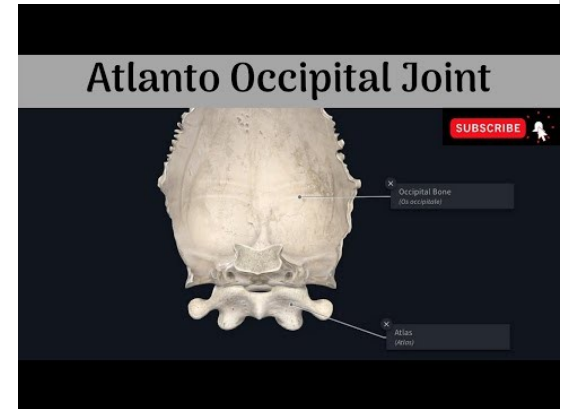 Atlanto Occipital Joint
SUBSCRIBE
Occipital Bone
(Os occipitale)
Atlas
(Atlas)